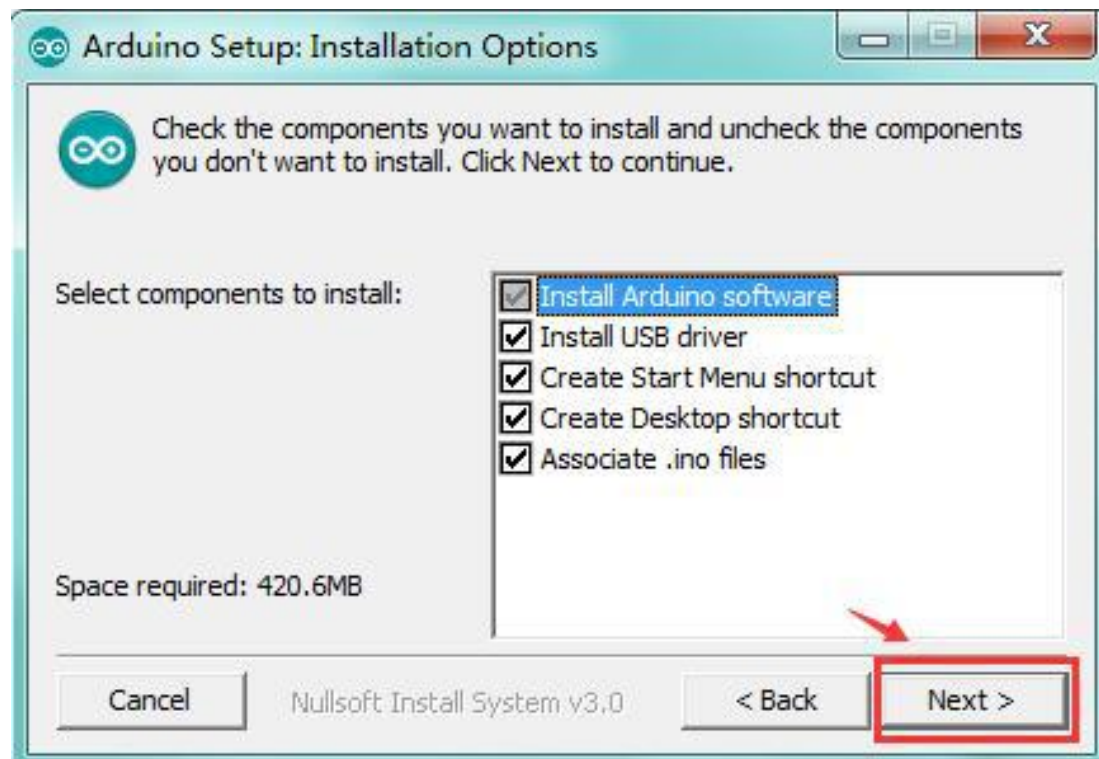 Arduino Setup: Installation Options
Check the components you want to install and uncheck the components
you don't want to install. Click Next to continue.
Select components to install:
Install Arduino software
Install USB driver
Create Start Menu shortcut
Create Desktop shortcut
Associate .ino files
Space required: 420.6MB
Cancel
Nullsoft Install System v3.0
< Back
Next >